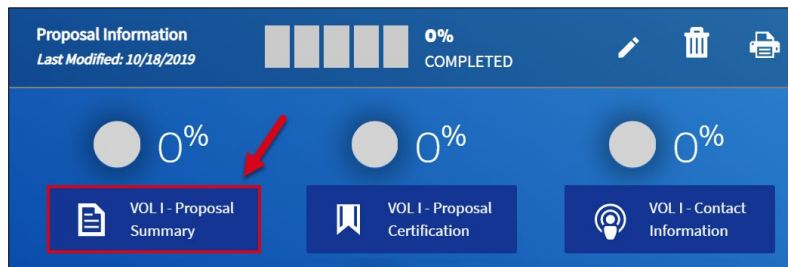 Proposal Information
Last Modified: 10/18/2019
0%
COMPLETED
0%
0%
0%
VOL I - Proposal
Summary
VOL I - Proposal
Certification
VOL I - Contact
Information